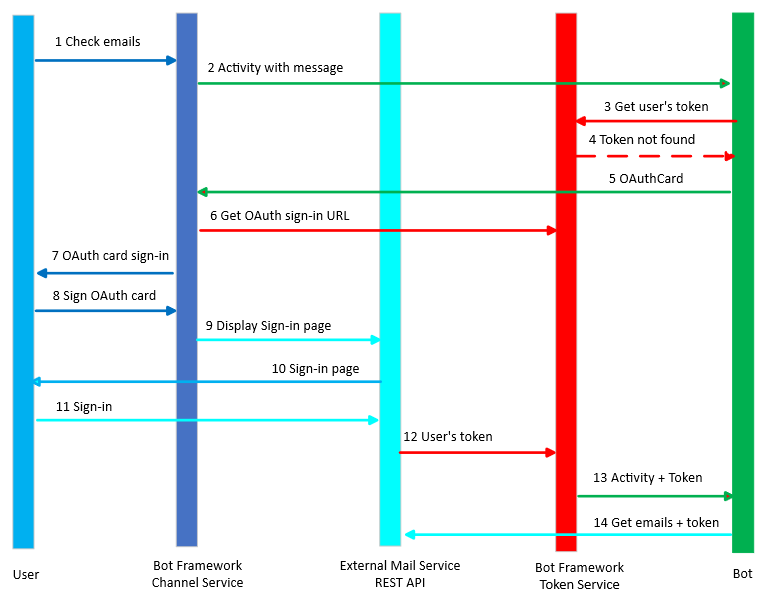 1 Check emails
2 Activity with message
3 Get user's token
4 Token not found
5 OAuthCard
6 Get OAuth sign-in URL
7 OAuth card sign-in
8 Sign OAuth card
9 Display Sign-in page
10 Sign-in page
11 Sign-in
12 User's token
13 Activity + Token
14 Get emails + token
User
Bot Framework
Channel Service
External Mail Service
REST API
Bot Framework
Token Service
Bot